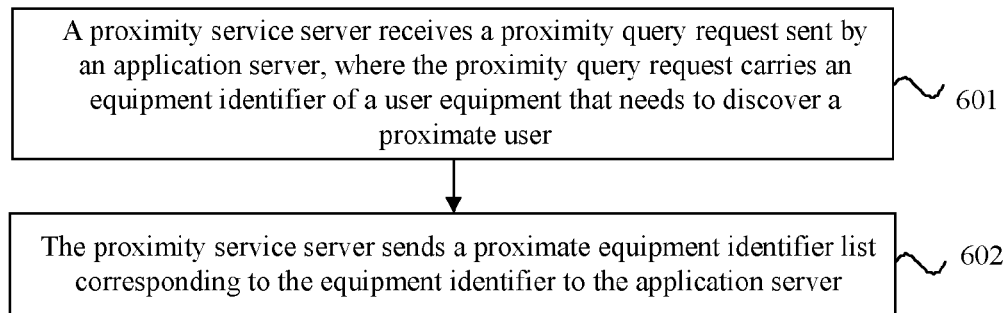 A proximity service server receives a proximity query request sent by
an application server, where the proximity query request carries an
equipment identifier of a user equipment that needs to discover a
proximate user
601
The proximity service server sends a proximate equipment identifier list
corresponding to the equipment identifier to the application server
602